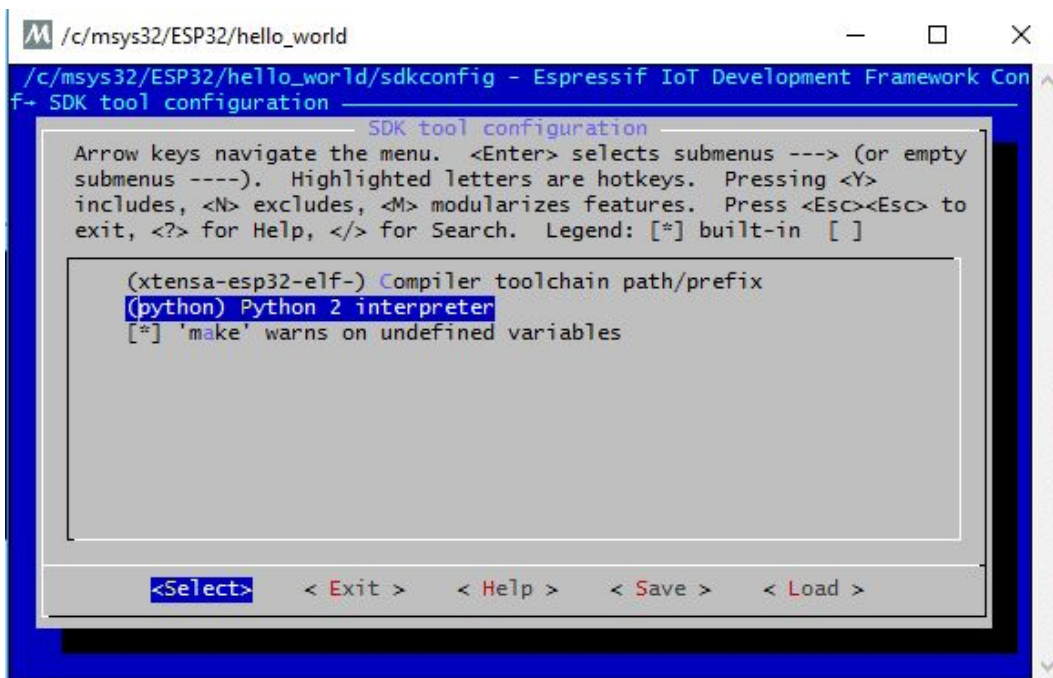 /c/msys32/ESP32/hello_world
/c/msys32/ESP32/hello_world/sdkconfig - Espressif IoT Development Framework Con
f→ SDK tool configuration
SDK tool configuration
Arrow keys navigate the menu.  <Enter> selects submenus ---> (or empty
submenus ----).  Highlighted letters are hotkeys.  Pressing <Y>
includes, <N> excludes, <M> modularizes features.  Press <Esc><Esc> to
exit, <?> for Help, </> for Search.  Legend: [*] built-in  [ ]
(xtensa-esp32-elf-) Compiler toolchain path/prefix
(python) Python 2 interpreter
[*] 'make' warns on undefined variables
<Select>    < Exit >    < Help >    < Save >    < Load >